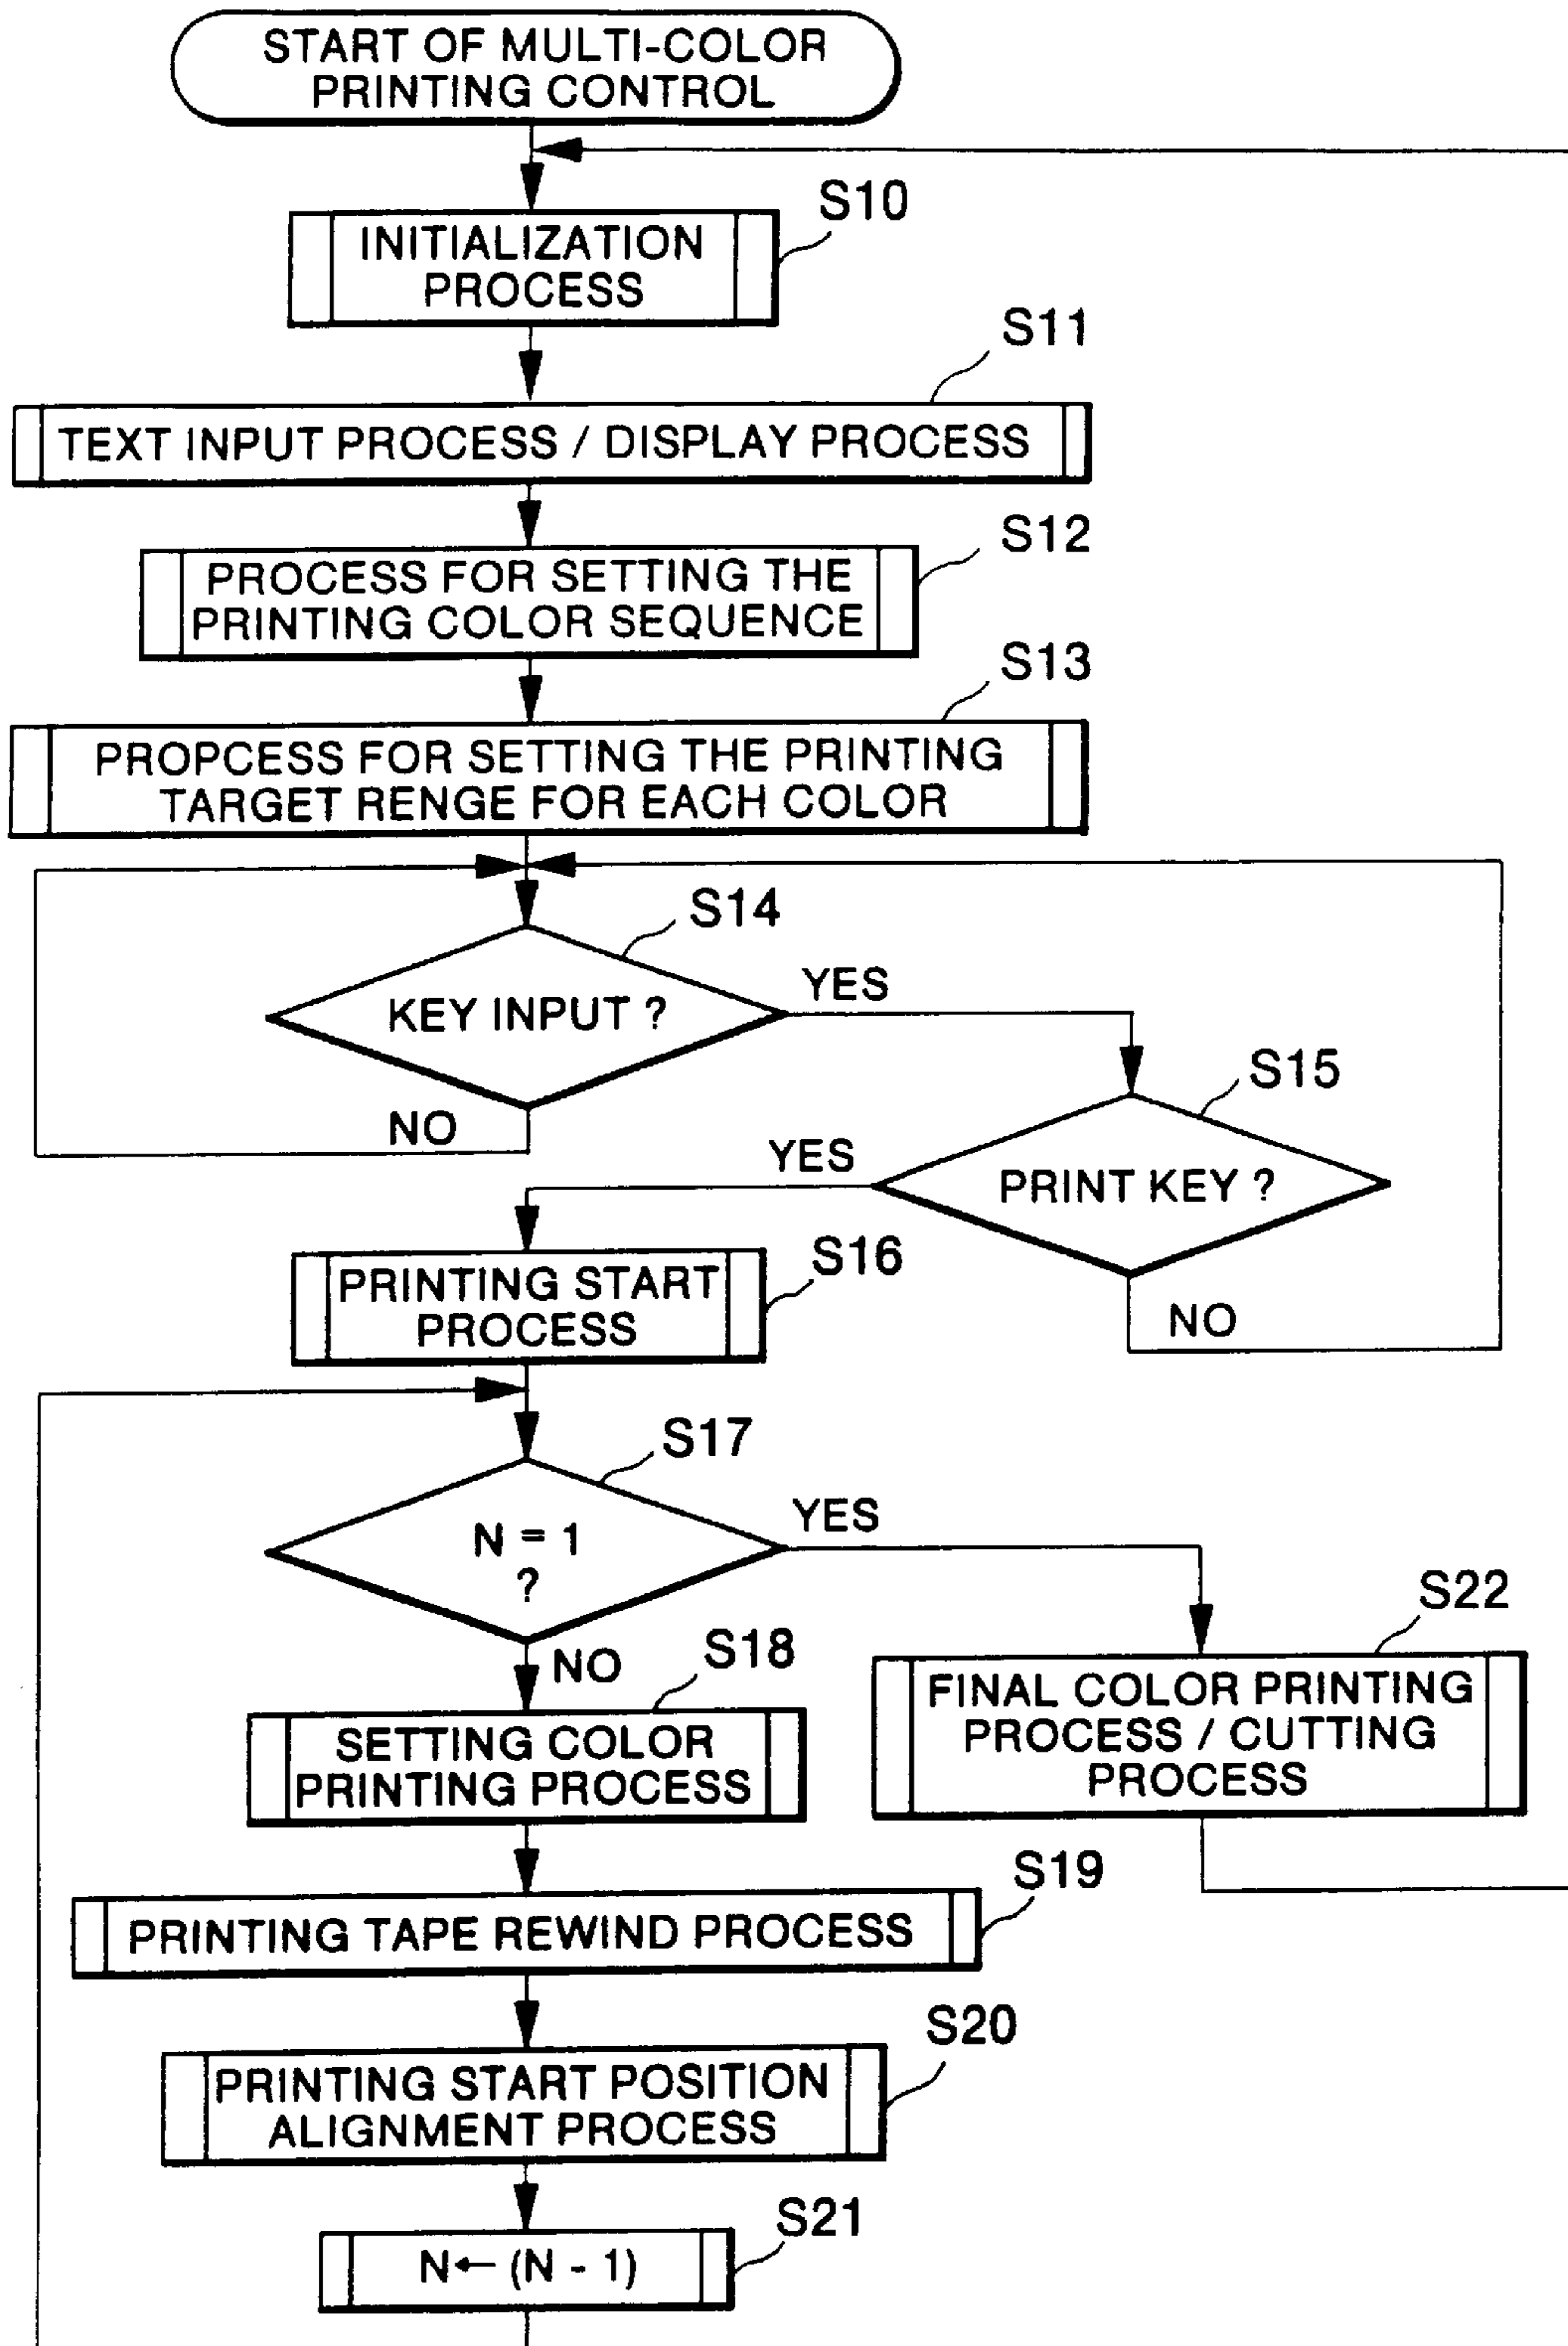 START OF MULTI-COLOR
PRINTING CONTROL
S10
INITIALIZATION
PROCESS
S11
TEXT INPUT PROCESS / DISPLAY PROCESS
S12
PROCESS FOR SETTING THE
PRINTING COLOR SEQUENCE
S13
PROPCESS FOR SETTING THE PRINTING
TARGET RENGE FOR EACH COLOR
S14
KEY INPUT ?
YES
NO
S15
PRINT KEY ?
YES
NO
S16
PRINTING START
PROCESS
S17
N = 1
?
YES
NO
S22
FINAL COLOR PRINTING
PROCESS / CUTTING
PROCESS
S18
SETTING COLOR
PRINTING PROCESS
S19
PRINTING TAPE REWIND PROCESS
S20
PRINTING START POSITION
ALIGNMENT PROCESS
S21
N← (N - 1)